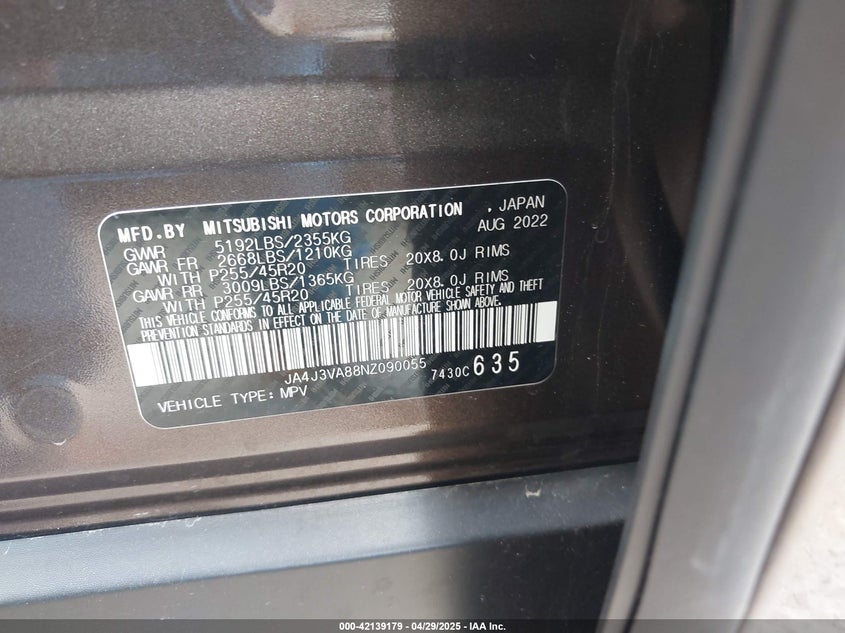 MFD.BY MITSUBISHI MOTORS CORPORATION , JAPAN
GVWR 5192LBS/2355KG AUG 2022
GAWR FR 2668LBS/1210KG
WITH P255/45R20 TIRES 20X8.0J RIMS
GAWR RR 3009LBS/1365KG
WITH P255/45R20 TIRES 20X8.0J RIMS
THIS VEHICLE CONFORMS TO ALL APPLICABLE FEDERAL MOTOR VEHICLE SAFETY AND THEFT
PREVENTION STANDARDS IN EFFECT ON THE DATE OF MANUFACTURE SHOWN ABOVE.
JA4J3VA88NZ090055 7430C 635
VEHICLE TYPE: MPV
000-42139179 / 04/29/2025 / IAA Inc.